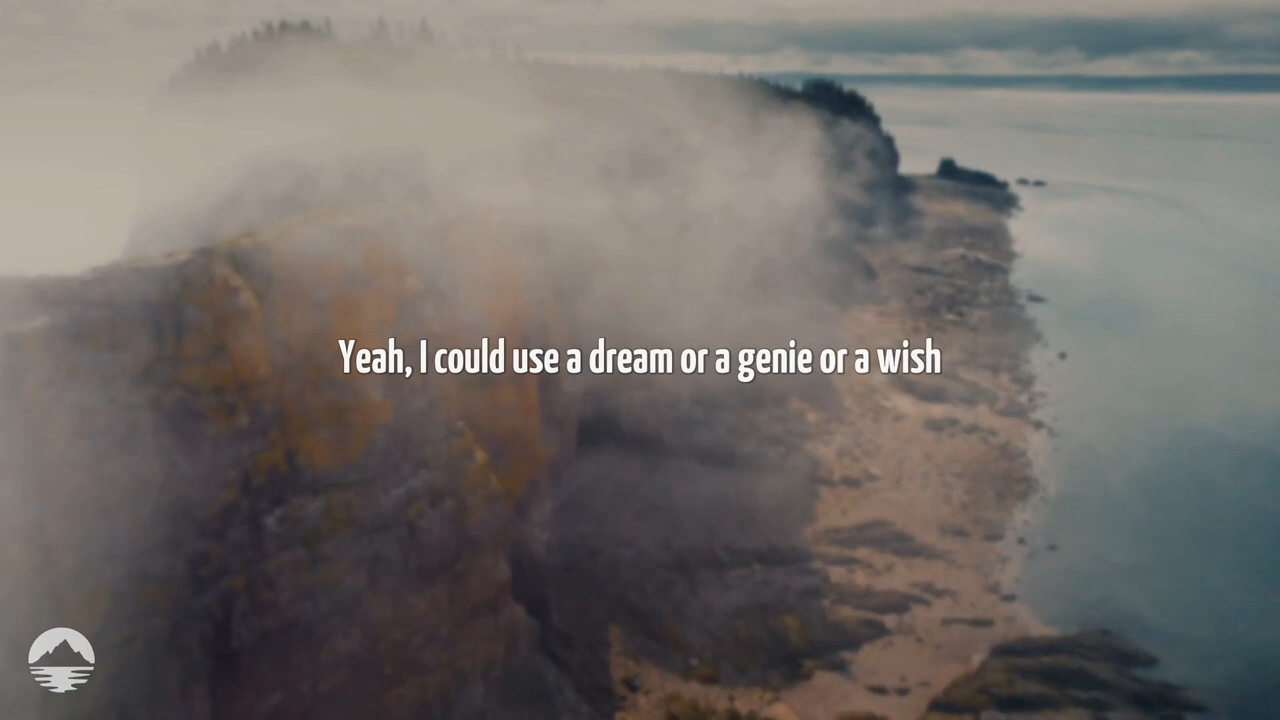 Yeah, I could use a dream or a genie or a wish